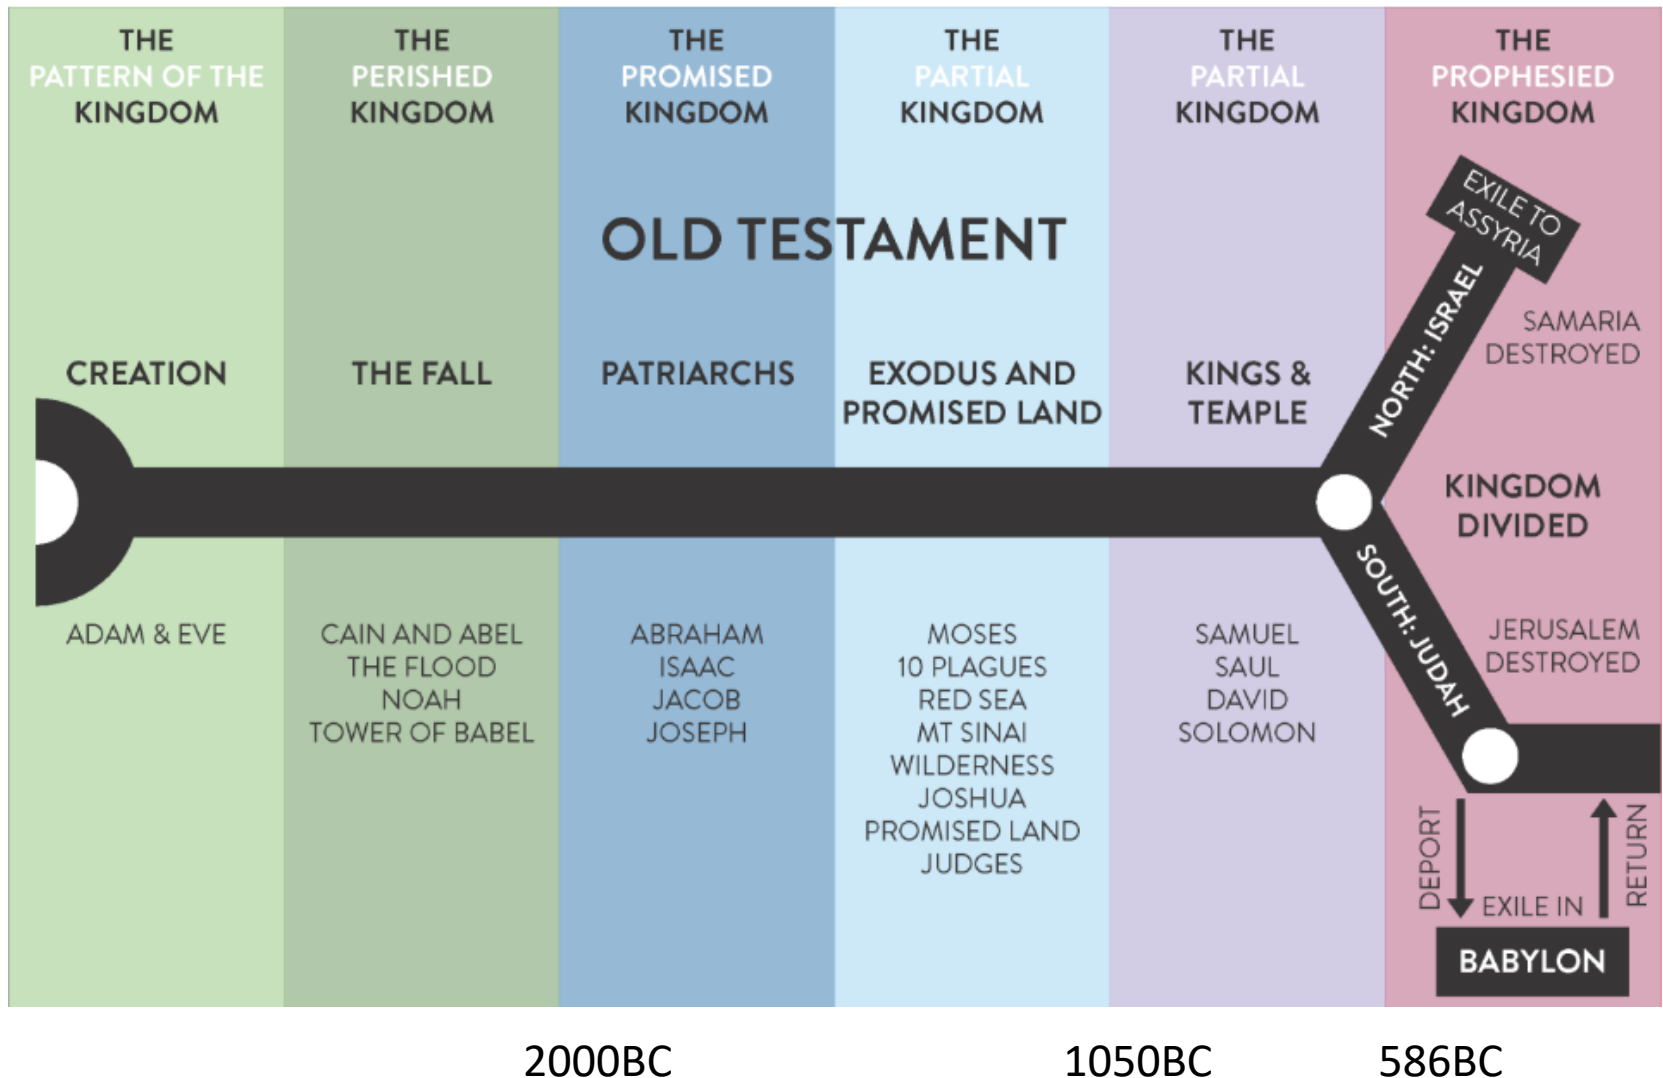 THE
PATTERN OF THE
KINGDOM
THE
PERISHED
KINGDOM
THE
PROMISED
KINGDOM
THE
PARTIAL
KINGDOM
THE
PARTIAL
KINGDOM
THE
PROPHESIED
KINGDOM
OLD TESTAMENT
CREATION
THE FALL
PATRIARCHS
EXODUS AND
PROMISED LAND
KINGS &
TEMPLE
EXILE TO
ASSYRIA
NORTH: ISRAEL
SAMARIA
DESTROYED
KINGDOM
DIVIDED
SOUTH: JUDAH
JERUSALEM
DESTROYED
ADAM & EVE
CAIN AND ABEL
THE FLOOD
NOAH
TOWER OF BABEL
ABRAHAM
ISAAC
JACOB
JOSEPH
MOSES
10 PLAGUES
RED SEA
MT SINAI
WILDERNESS
JOSHUA
PROMISED LAND
JUDGES
SAMUEL
SAUL
DAVID
SOLOMON
DEPORT
EXILE IN
RETURN
BABYLON
2000BC
1050BC
586BC